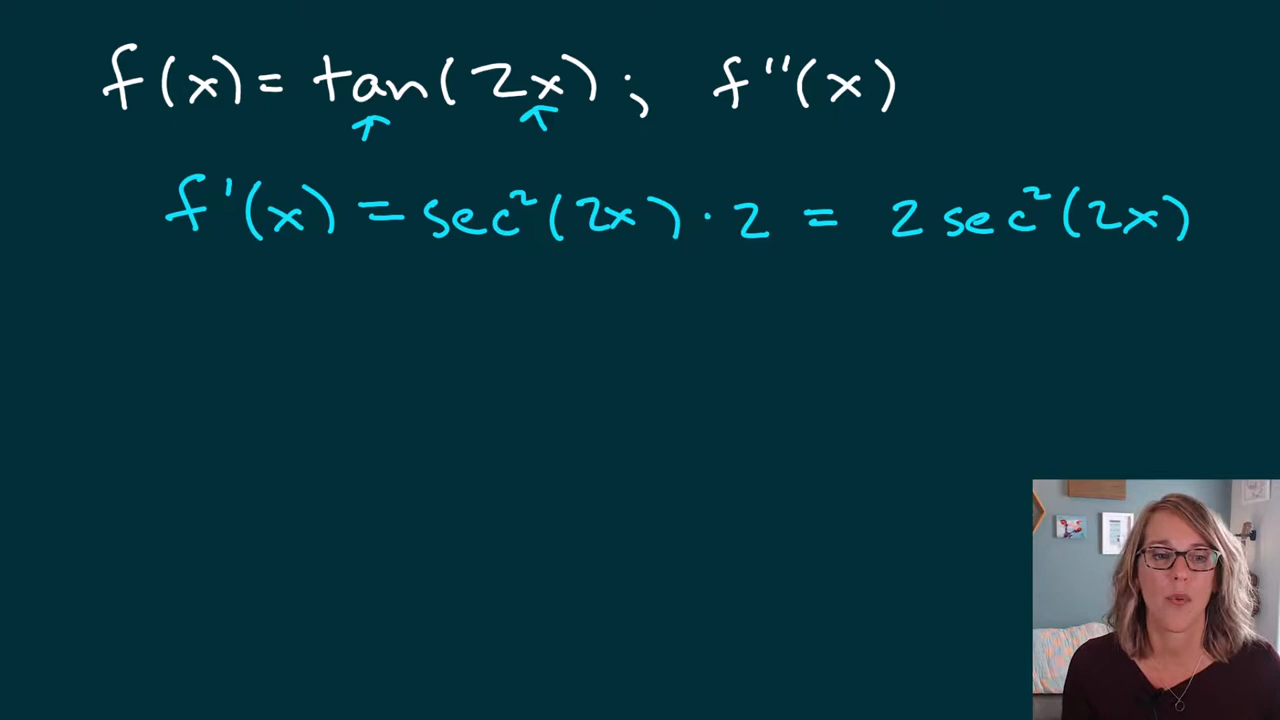 f(x) = tan(2x) ; f''(x)
f'(x) = sec²(2x) · 2 = 2 sec²(2x)